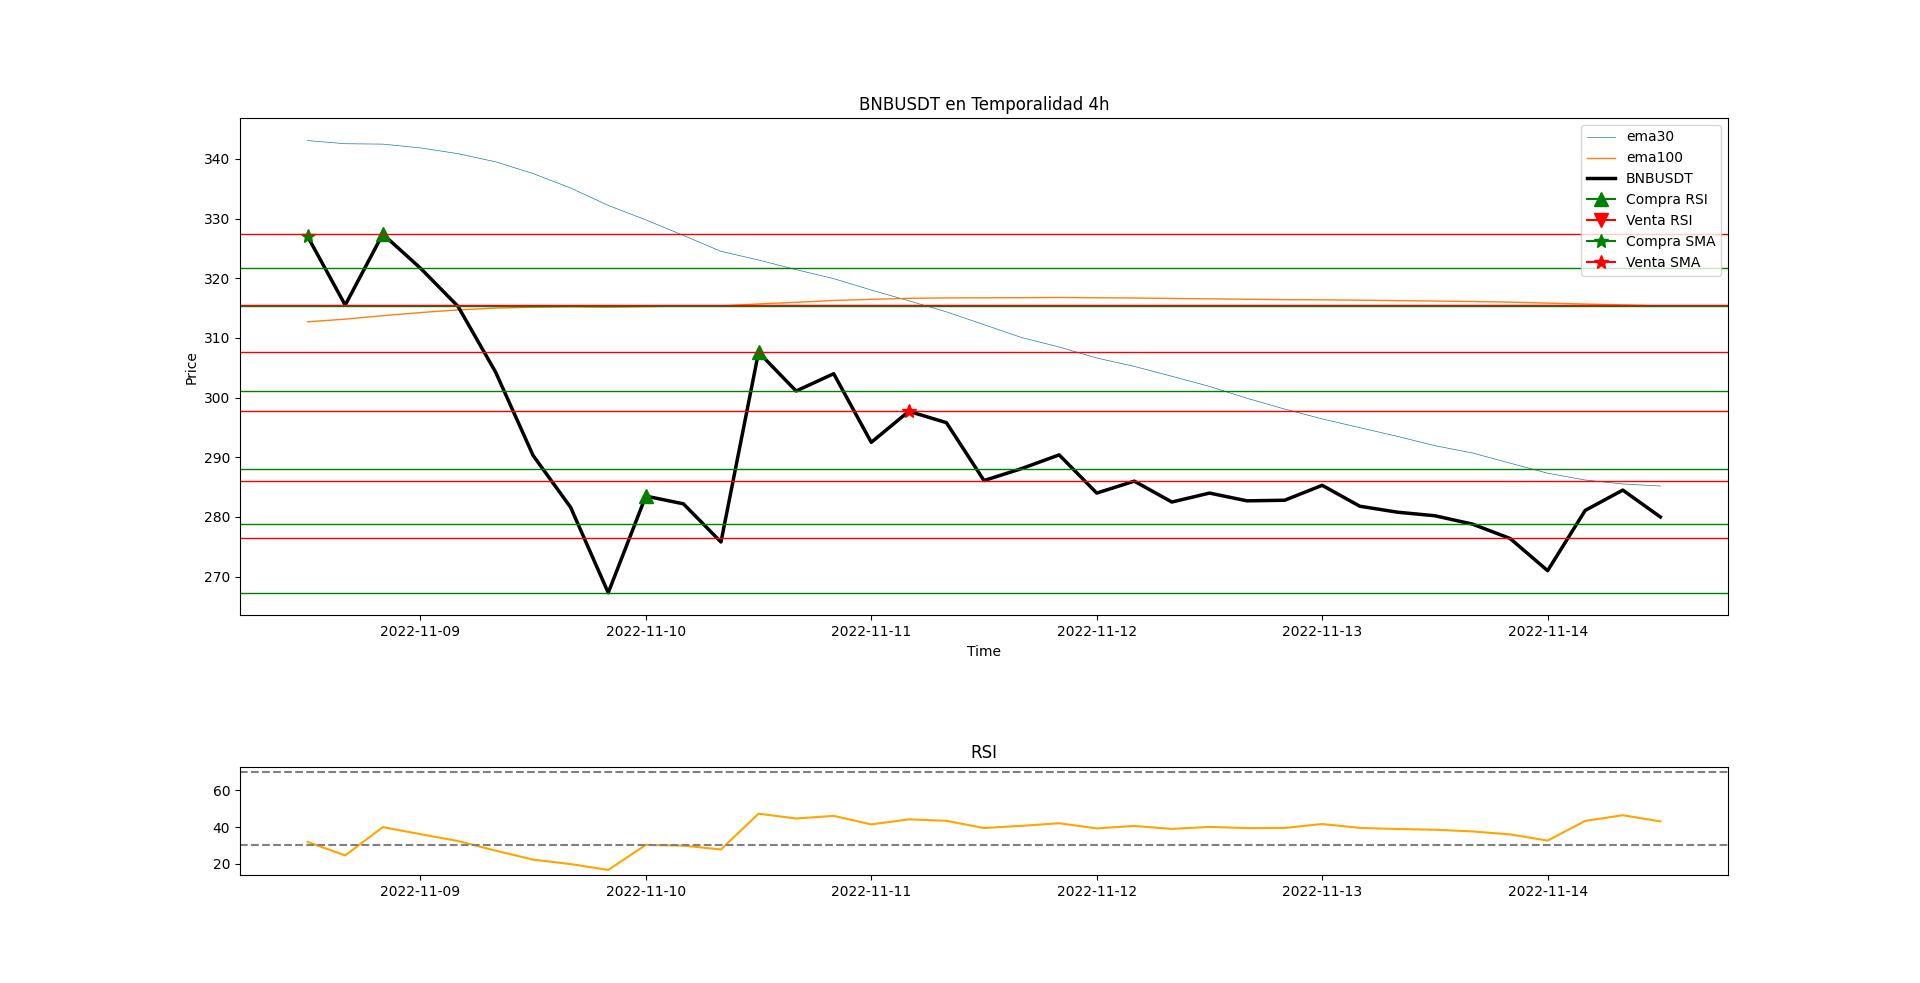 BNBUSDT en Temporalidad 4h
ema30
ema100
BNBUSDT
Compra RSI
Venta RSI
Compra SMA
Venta SMA
Price
340
330
320
310
300
290
280
270
2022-11-09 2022-11-10 2022-11-11 2022-11-12 2022-11-13 2022-11-14
Time
RSI
60
40
20
2022-11-09 2022-11-10 2022-11-11 2022-11-12 2022-11-13 2022-11-14